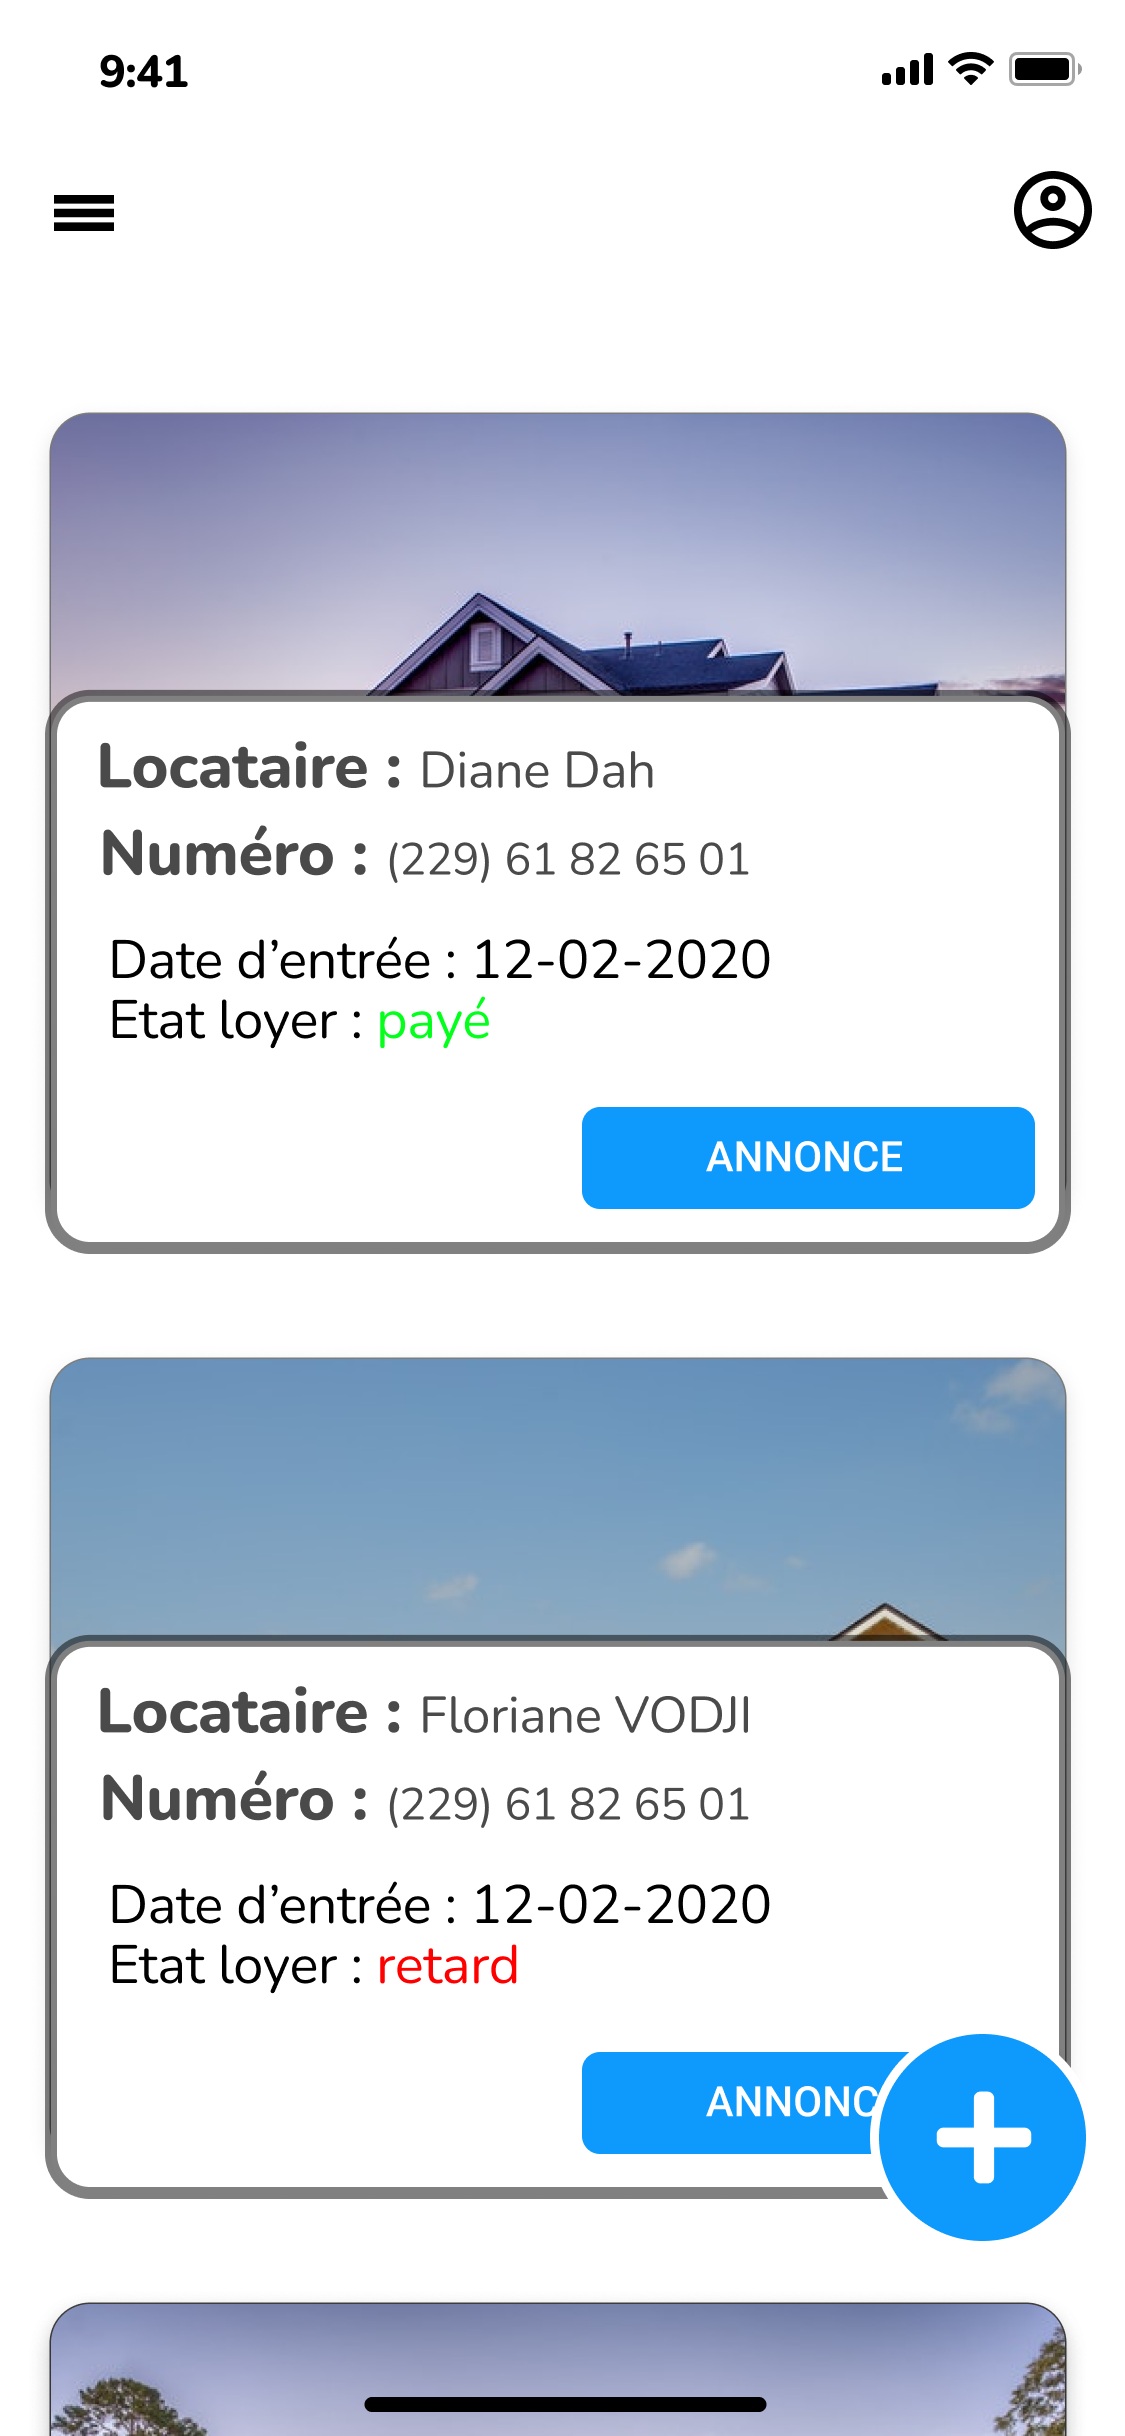 9:41
Locataire : Diane Dah
Numéro : (229) 61 82 65 01
Date d’entrée : 12-02-2020
Etat loyer : payé
ANNONCE
Locataire : Floriane VODJI
Numéro : (229) 61 82 65 01
Date d’entrée : 12-02-2020
Etat loyer : retard
ANNONC